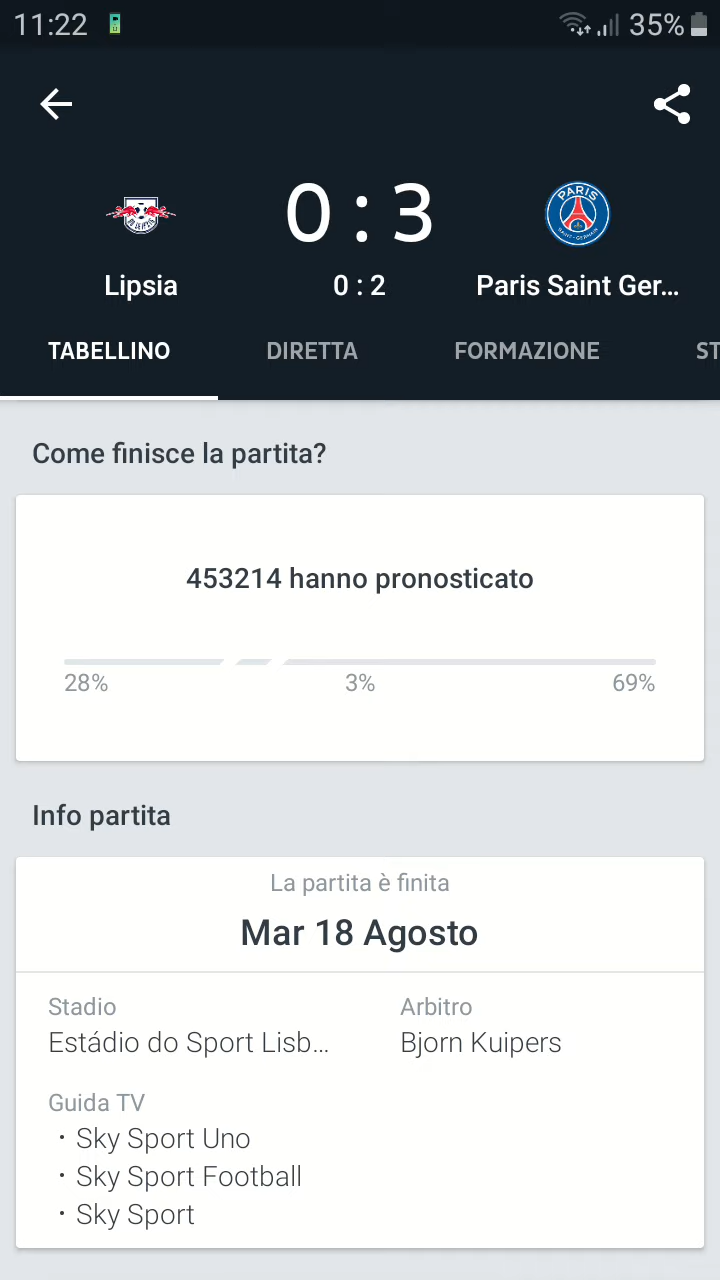 11:22 35%
0 : 3
Lipsia 0 : 2 Paris Saint Ger...
TABELLINO DIRETTA FORMAZIONE ST
Come finisce la partita?
453214 hanno pronosticato
28% 3% 69%
Info partita
La partita è finita
Mar 18 Agosto
Stadio Arbitro
Estádio do Sport Lisb... Bjorn Kuipers
Guida TV
• Sky Sport Uno
• Sky Sport Football
• Sky Sport